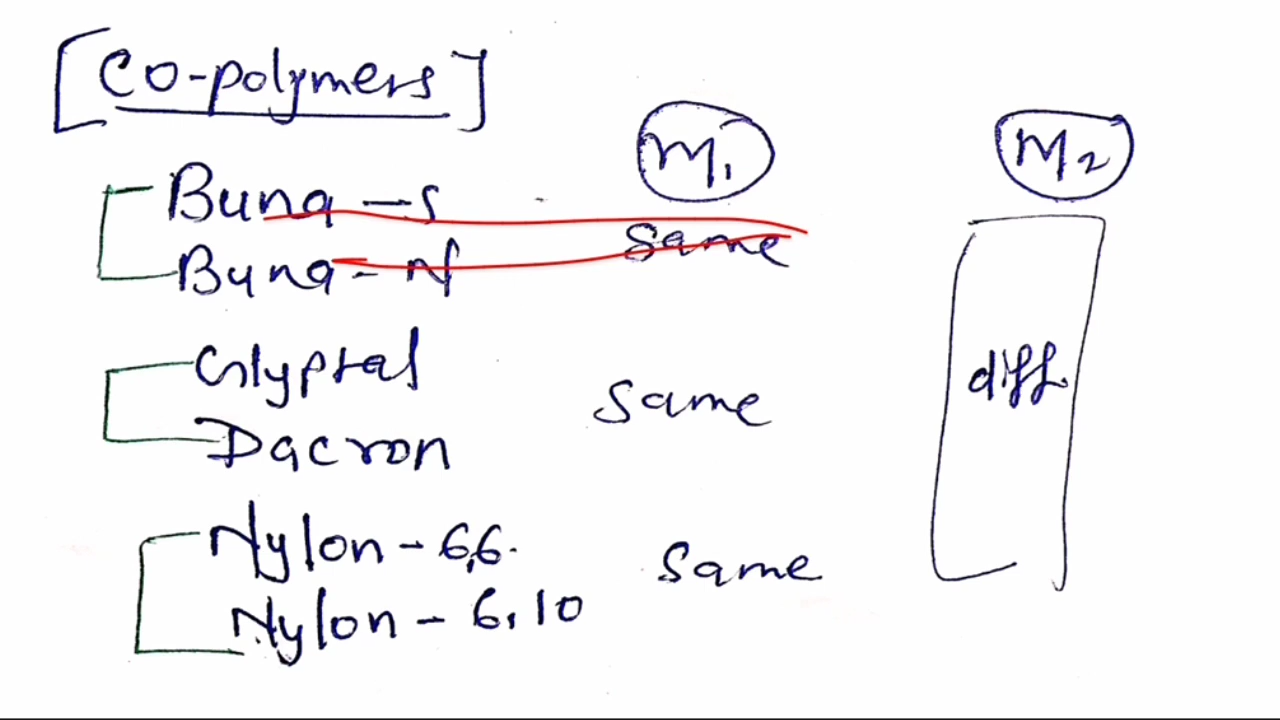 [Co-polymers]
M1 M2
Buna - S
same
Buna - N
Glyptal
diff
same
Dacron
Nylon - 6,6.
same
Nylon - 6,10